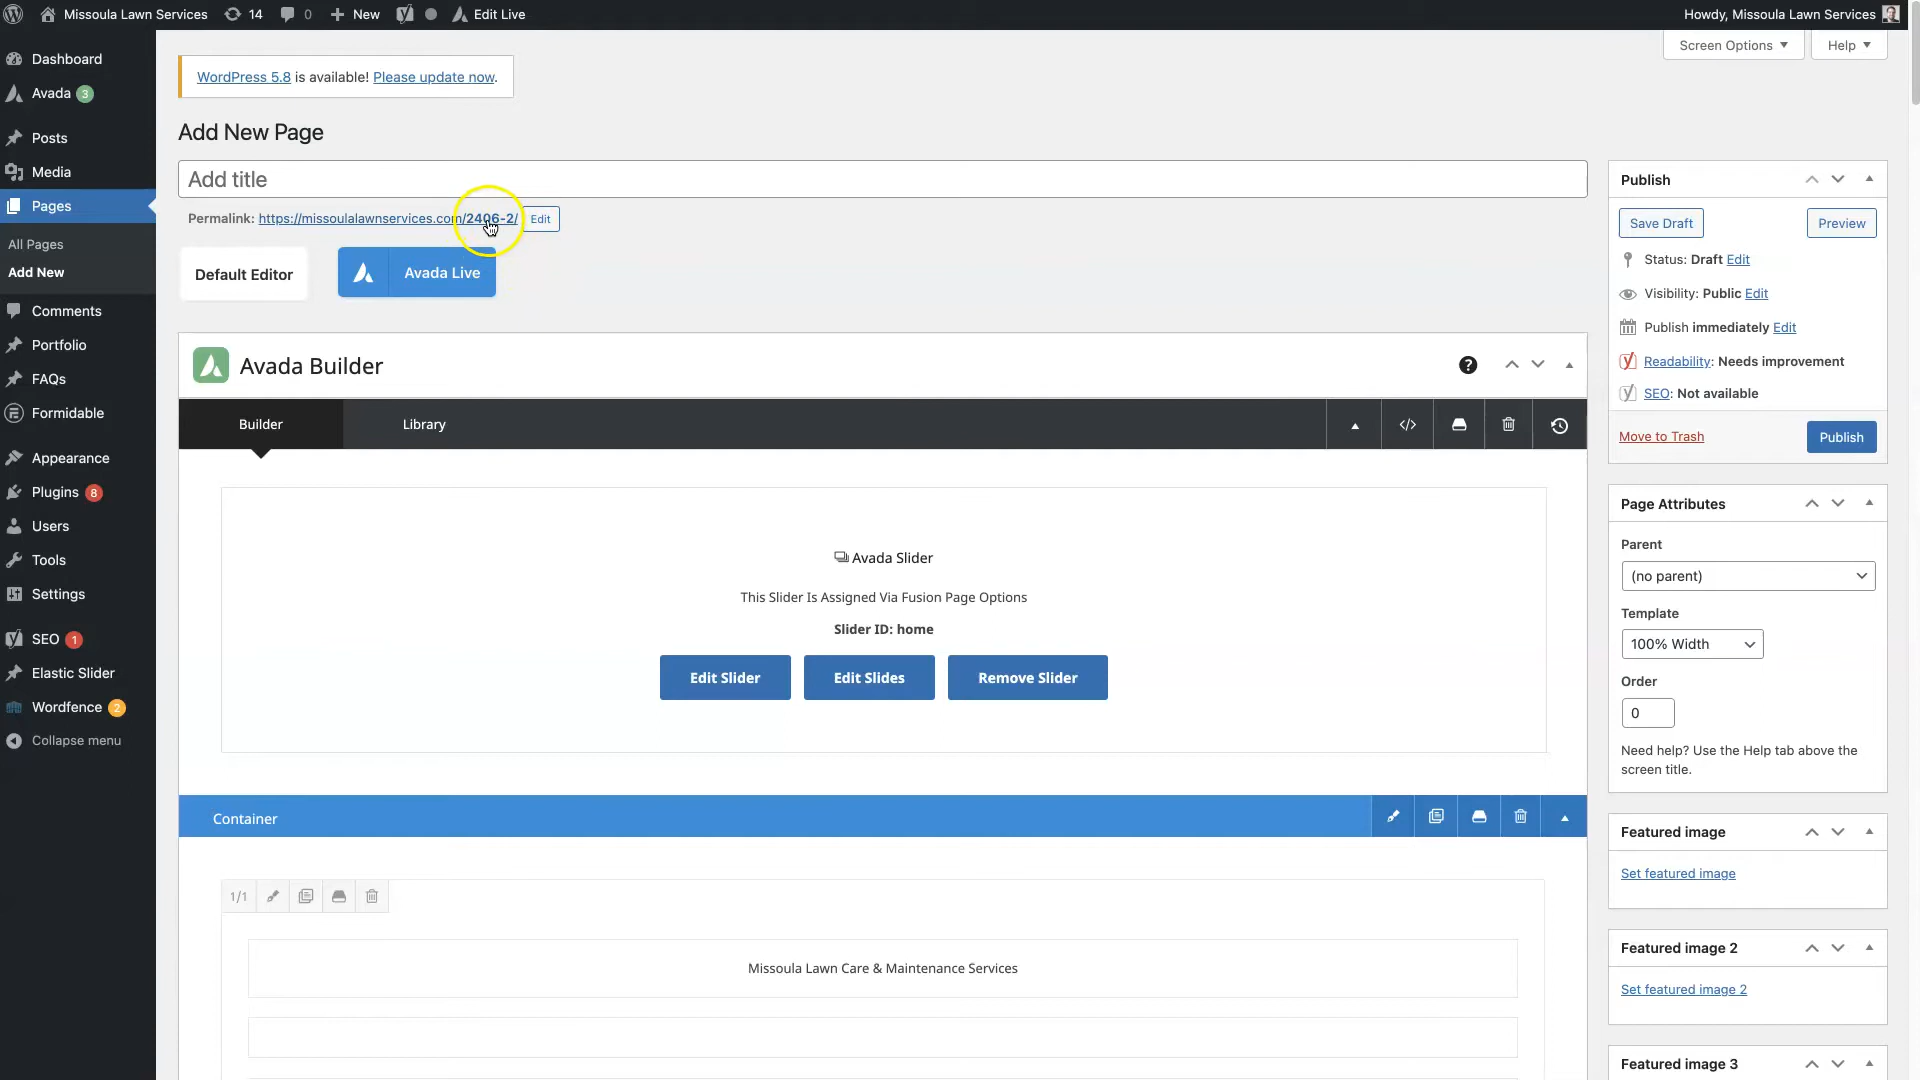 Missoula Lawn Services
14
0
New
Edit Live
Howdy, Missoula Lawn Services
Screen Options
Help
Dashboard
Avada 3
Posts
Media
Pages
All Pages
Add New
Comments
Portfolio
FAQs
Formidable
Appearance
Plugins 8
Users
Tools
Settings
SEO 1
Elastic Slider
Wordfence 2
Collapse menu
WordPress 5.8 is available! Please update now.
Add New Page
Add title
Permalink: https://missoulalawnservices.com/2406-2/ Edit
Default Editor
Avada Live
Avada Builder
?
Builder
Library
</>
Avada Slider
This Slider Is Assigned Via Fusion Page Options
Slider ID: home
Edit Slider
Edit Slides
Remove Slider
Container
1/1
Missoula Lawn Care & Maintenance Services
Publish
Save Draft
Preview
Status: Draft Edit
Visibility: Public Edit
Publish immediately Edit
Readability: Needs improvement
SEO: Not available
Move to Trash
Publish
Page Attributes
Parent
(no parent)
Template
100% Width
Order
0
Need help? Use the Help tab above the
screen title.
Featured image
Set featured image
Featured image 2
Set featured image 2
Featured image 3